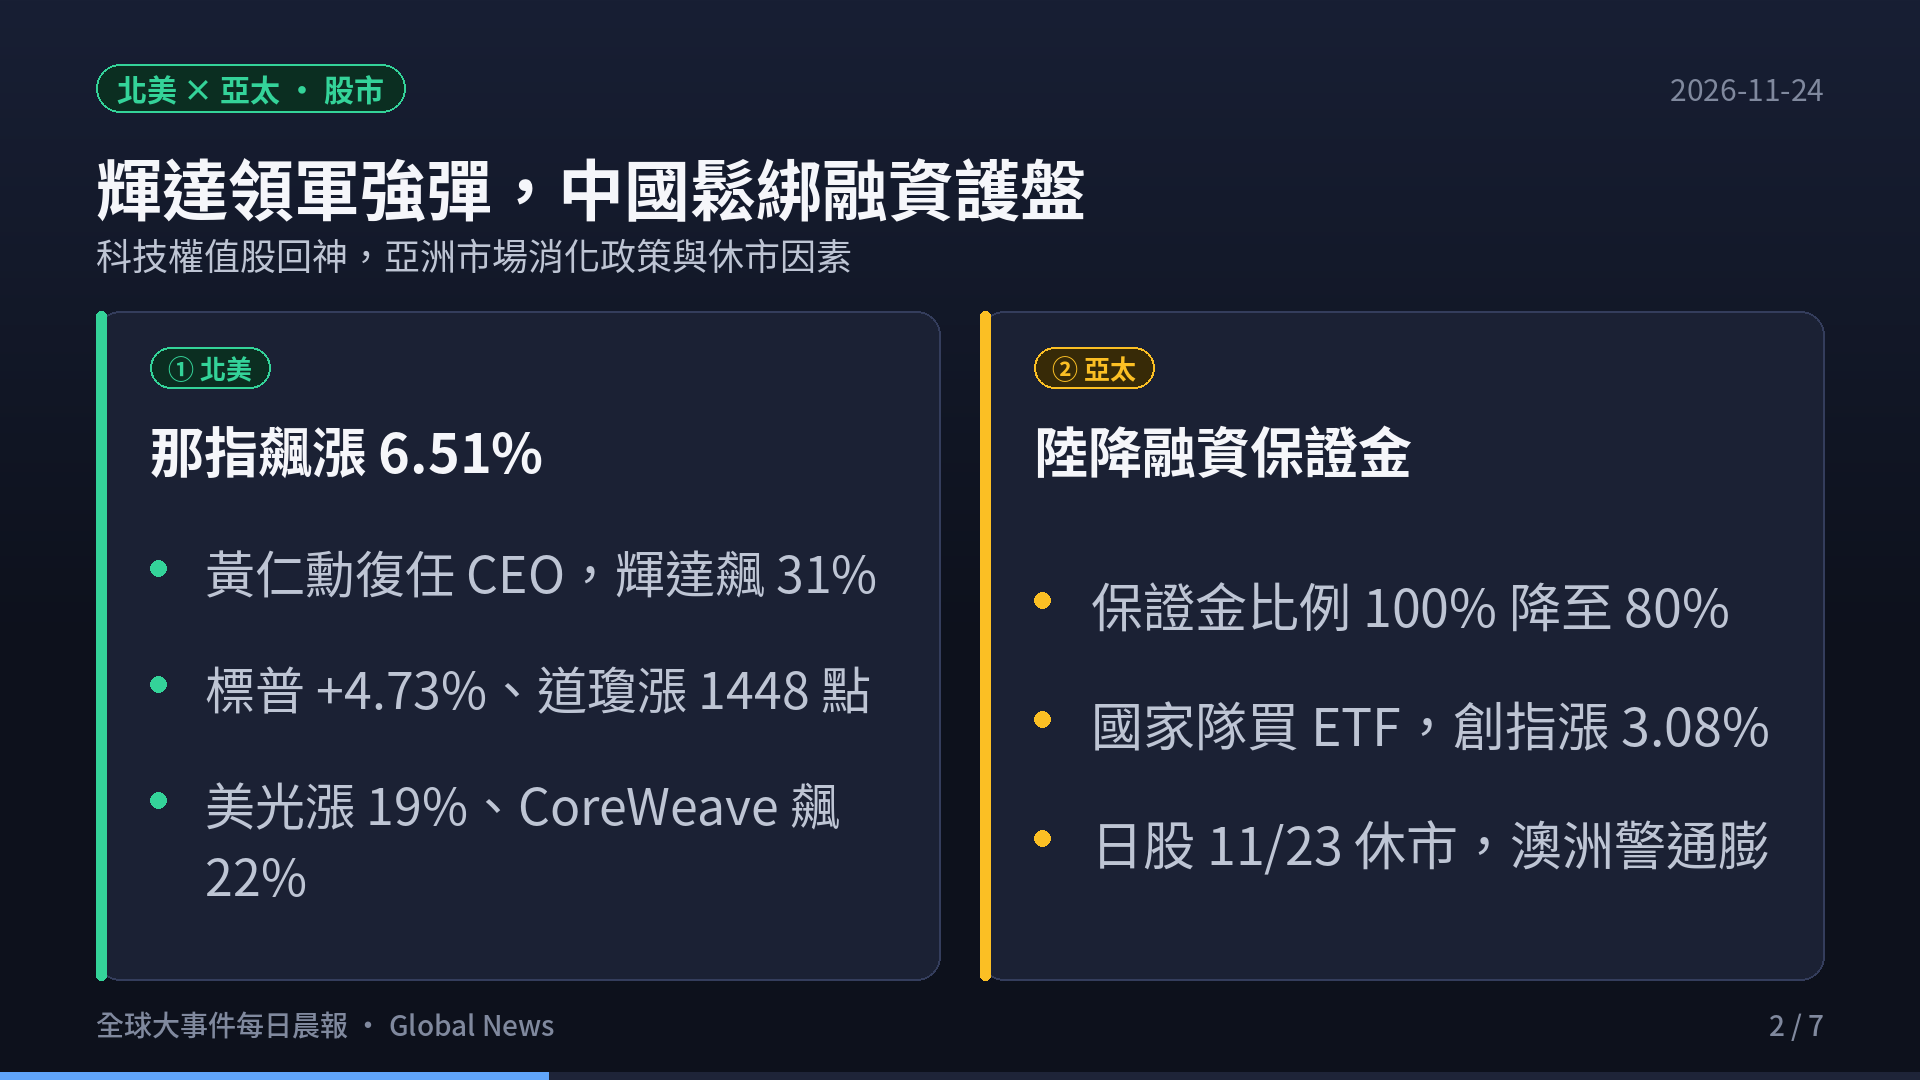 北美 × 亞太 · 股市
2026-11-24
輝達領軍強彈，中國鬆綁融資護盤
科技權值股回神，亞洲市場消化政策與休市因素
① 北美
那指飆漲 6.51%
• 黃仁勳復任 CEO，輝達飆 31%
• 標普 +4.73%、道瓊漲 1448 點
• 美光漲 19%、CoreWeave 飆
22%
② 亞太
陸降融資保證金
• 保證金比例 100% 降至 80%
• 國家隊買 ETF，創指漲 3.08%
• 日股 11/23 休市，澳洲警通膨
全球大事件每日晨報 · Global News
2 / 7